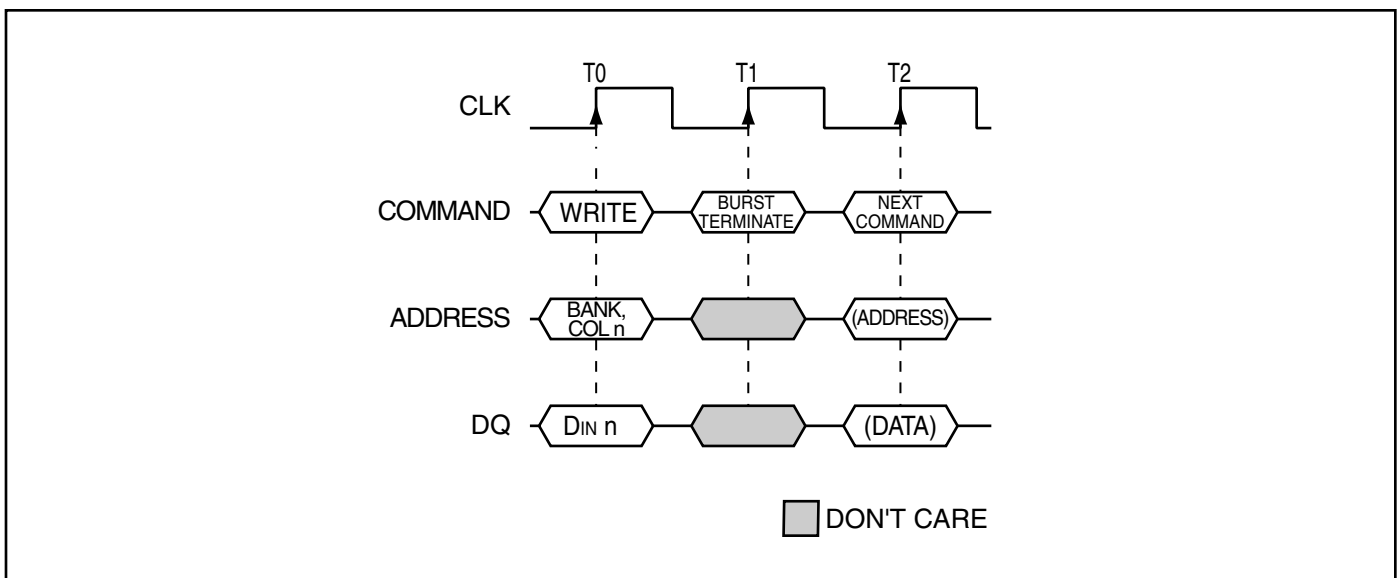 T0 T1 T2
CLK
COMMAND WRITE BURST TERMINATE NEXT COMMAND
ADDRESS BANK, COL n (ADDRESS)
DQ DIN n (DATA)
DON'T CARE